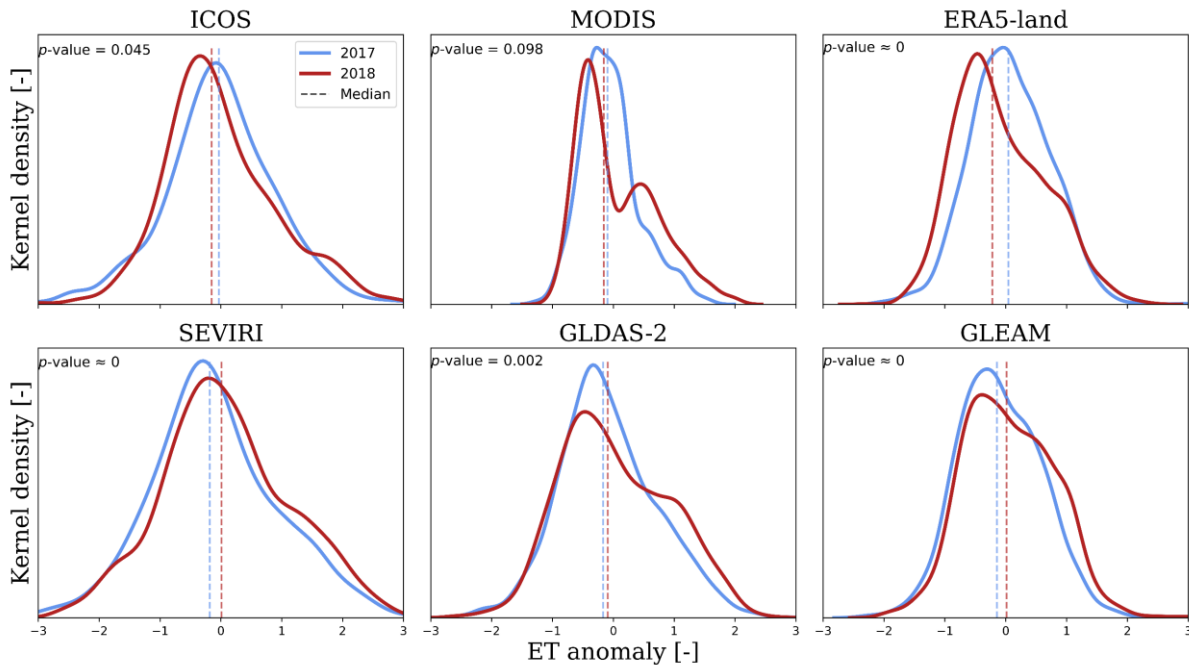 ICOS
MODIS
ERA5-land
p-value = 0.045
2017
2018
Median
p-value = 0.098
p-value ≈ 0
Kernel density [-]
SEVIRI
GLDAS-2
GLEAM
p-value ≈ 0
p-value = 0.002
p-value ≈ 0
Kernel density [-]
−3 −2 −1 0 1 2 3
−3 −2 −1 0 1 2 3
−3 −2 −1 0 1 2 3
ET anomaly [-]